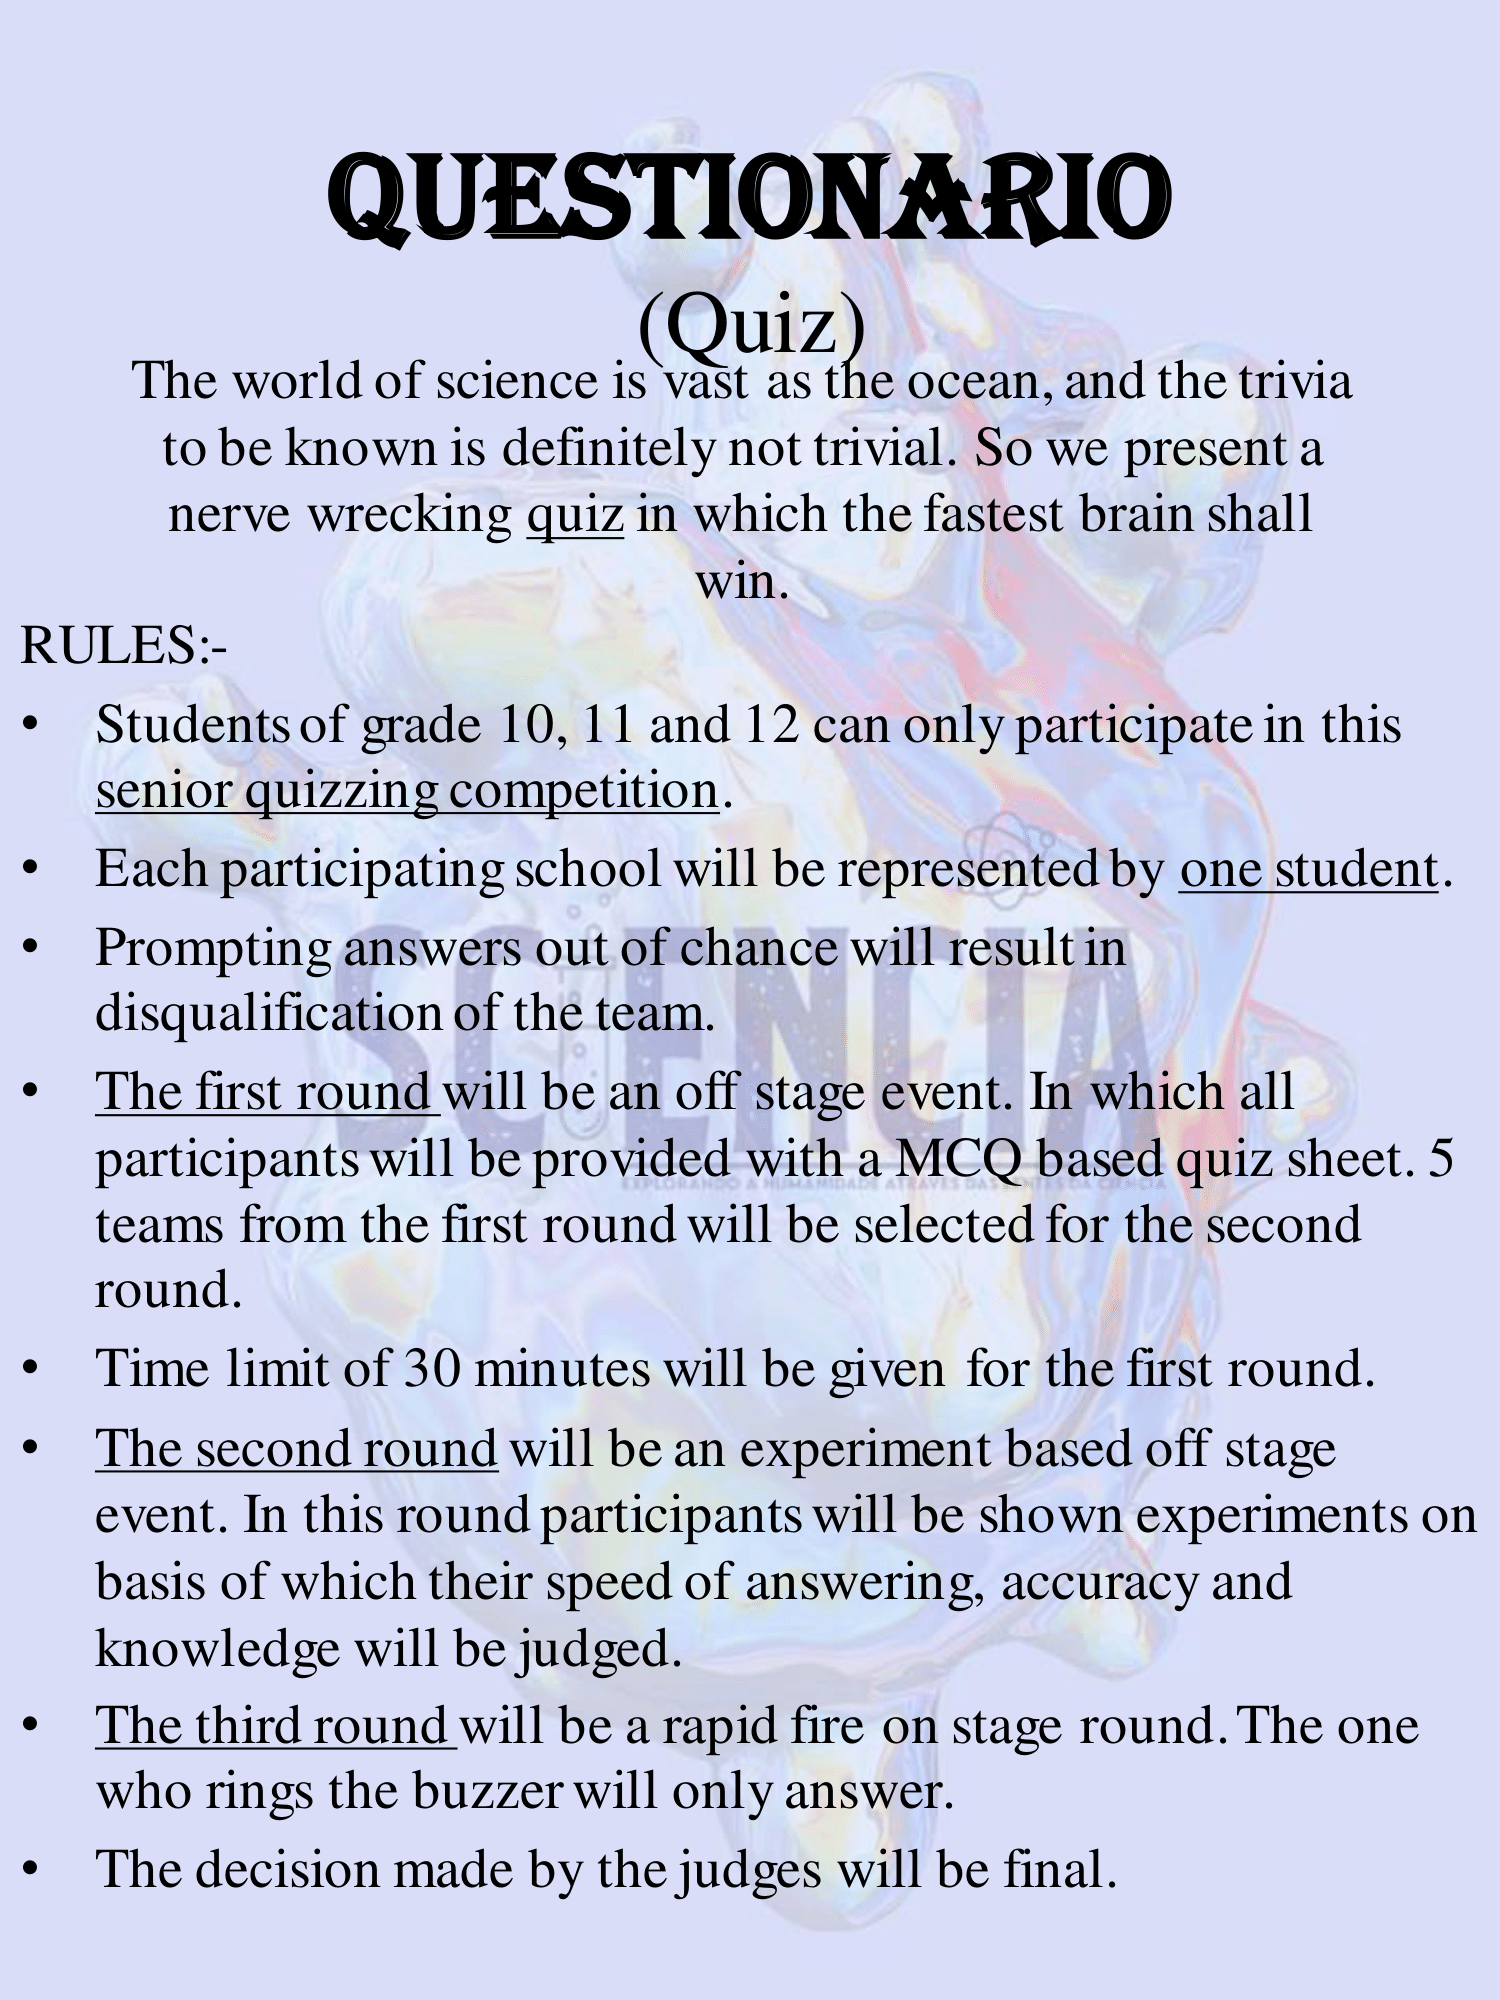 QUESTIONARIO
(Quiz)
The world of science is vast as the ocean, and the trivia
to be known is definitely not trivial. So we present a
nerve wrecking quiz in which the fastest brain shall
win.
RULES:-
• Students of grade 10, 11 and 12 can only participate in this
senior quizzing competition.
• Each participating school will be represented by one student.
• Prompting answers out of chance will result in
disqualification of the team.
SCIENCIA
• The first round will be an off stage event. In which all
participants will be provided with a MCQ based quiz sheet. 5
EXPLORANDO A HUMANIDADE ATRAVES DAS LENTES DA CIENCIA
teams from the first round will be selected for the second
round.
• Time limit of 30 minutes will be given for the first round.
• The second round will be an experiment based off stage
event. In this round participants will be shown experiments on
basis of which their speed of answering, accuracy and
knowledge will be judged.
• The third round will be a rapid fire on stage round. The one
who rings the buzzer will only answer.
• The decision made by the judges will be final.